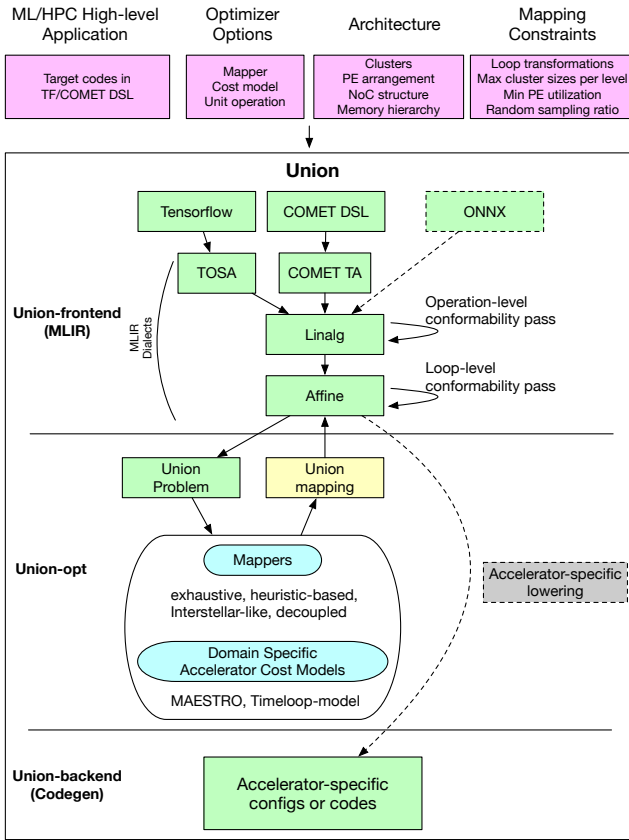 ML/HPC High-level
Application
Optimizer
Options
Architecture
Mapping
Constraints
Target codes in
TF/COMET DSL
Mapper
Cost model
Unit operation
Clusters
PE arrangement
NoC structure
Memory hierarchy
Loop transformations
Max cluster sizes per level
Min PE utilization
Random sampling ratio
Union
Tensorflow
COMET DSL
ONNX
TOSA
COMET TA
Union-frontend
(MLIR)
MLIR
Dialects
Linalg
Operation-level
conformability pass
Affine
Loop-level
conformability pass
Union
Problem
Union
mapping
Union-opt
Mappers
exhaustive, heuristic-based,
Interstellar-like, decoupled
Domain Specific
Accelerator Cost Models
MAESTRO, Timeloop-model
Accelerator-specific
lowering
Union-backend
(Codegen)
Accelerator-specific
configs or codes